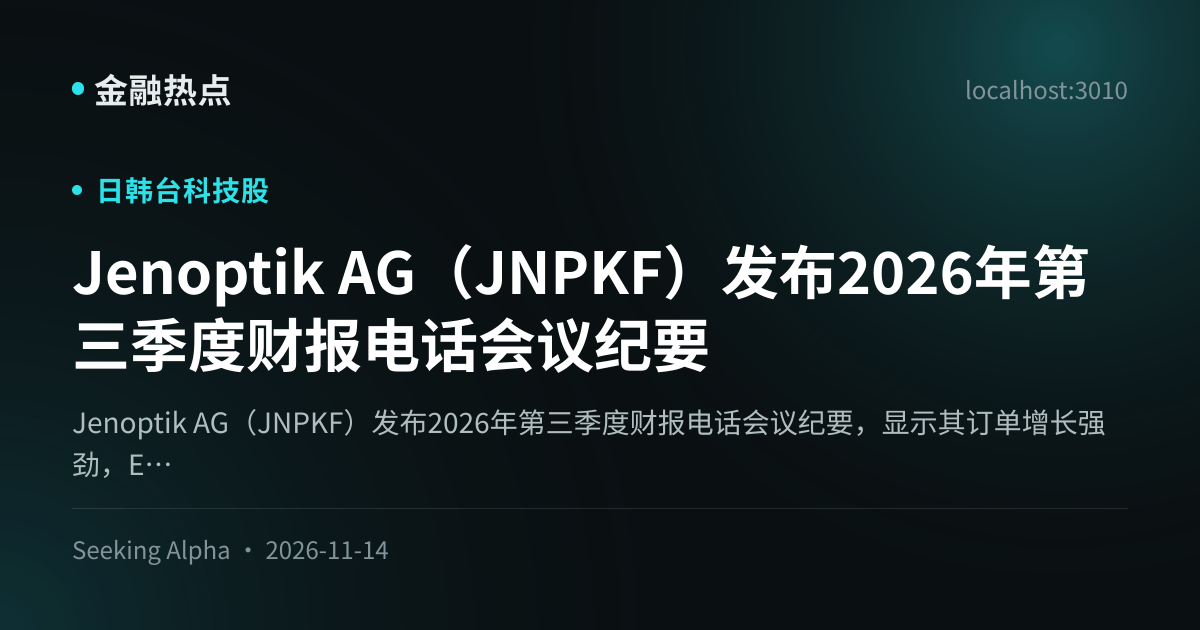 金融热点
localhost:3010
日韩台科技股
Jenoptik AG（JNPKF）发布2026年第
三季度财报电话会议纪要
Jenoptik AG（JNPKF）发布2026年第三季度财报电话会议纪要，显示其订单增长强
劲，E…
Seeking Alpha · 2026-11-14